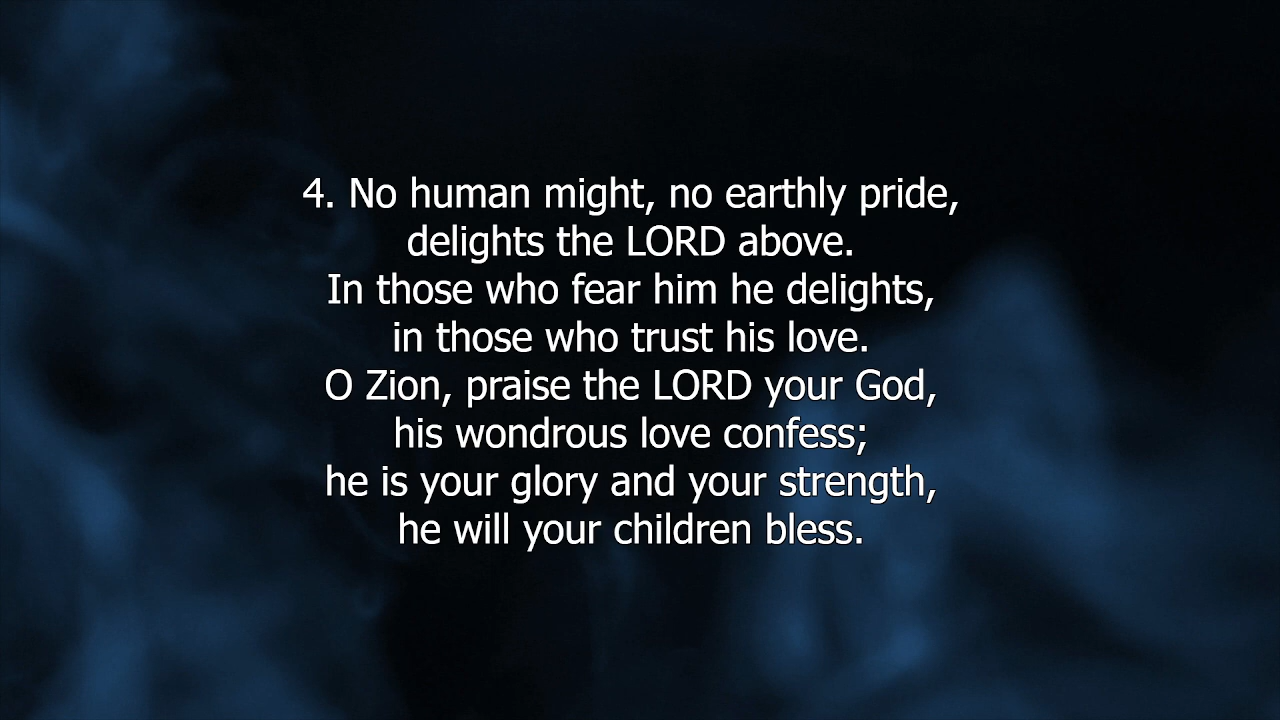 4. No human might, no earthly pride,
delights the LORD above.
In those who fear him he delights,
in those who trust his love.
O Zion, praise the LORD your God,
his wondrous love confess;
he is your glory and your strength,
he will your children bless.